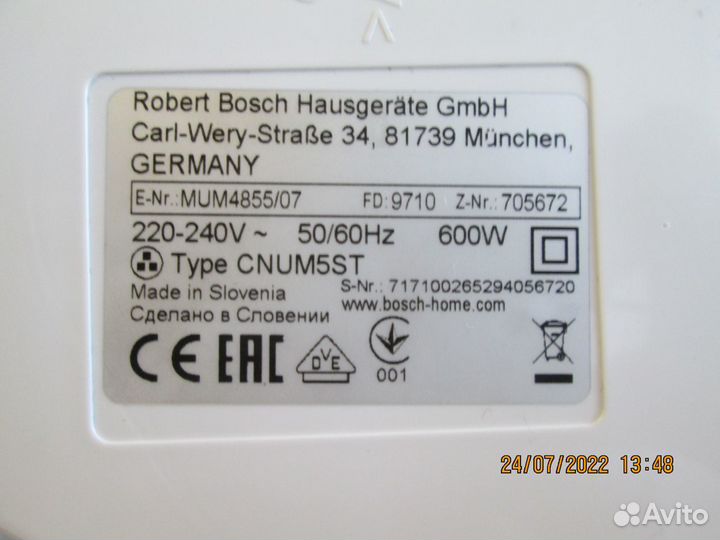 Robert Bosch Hausgeräte GmbH
Carl-Wery-Straße 34, 81739 München,
GERMANY
E-Nr.:MUM4855/07 FD:9710 Z-Nr.:705672
220-240V ~ 50/60Hz 600W
Type CNUM5ST
S-Nr.: 717100265294056720
Made in Slovenia
www.bosch-home.com
Сделано в Словении
CE EAC DVE
001
24/07/2022 13:48
Avito